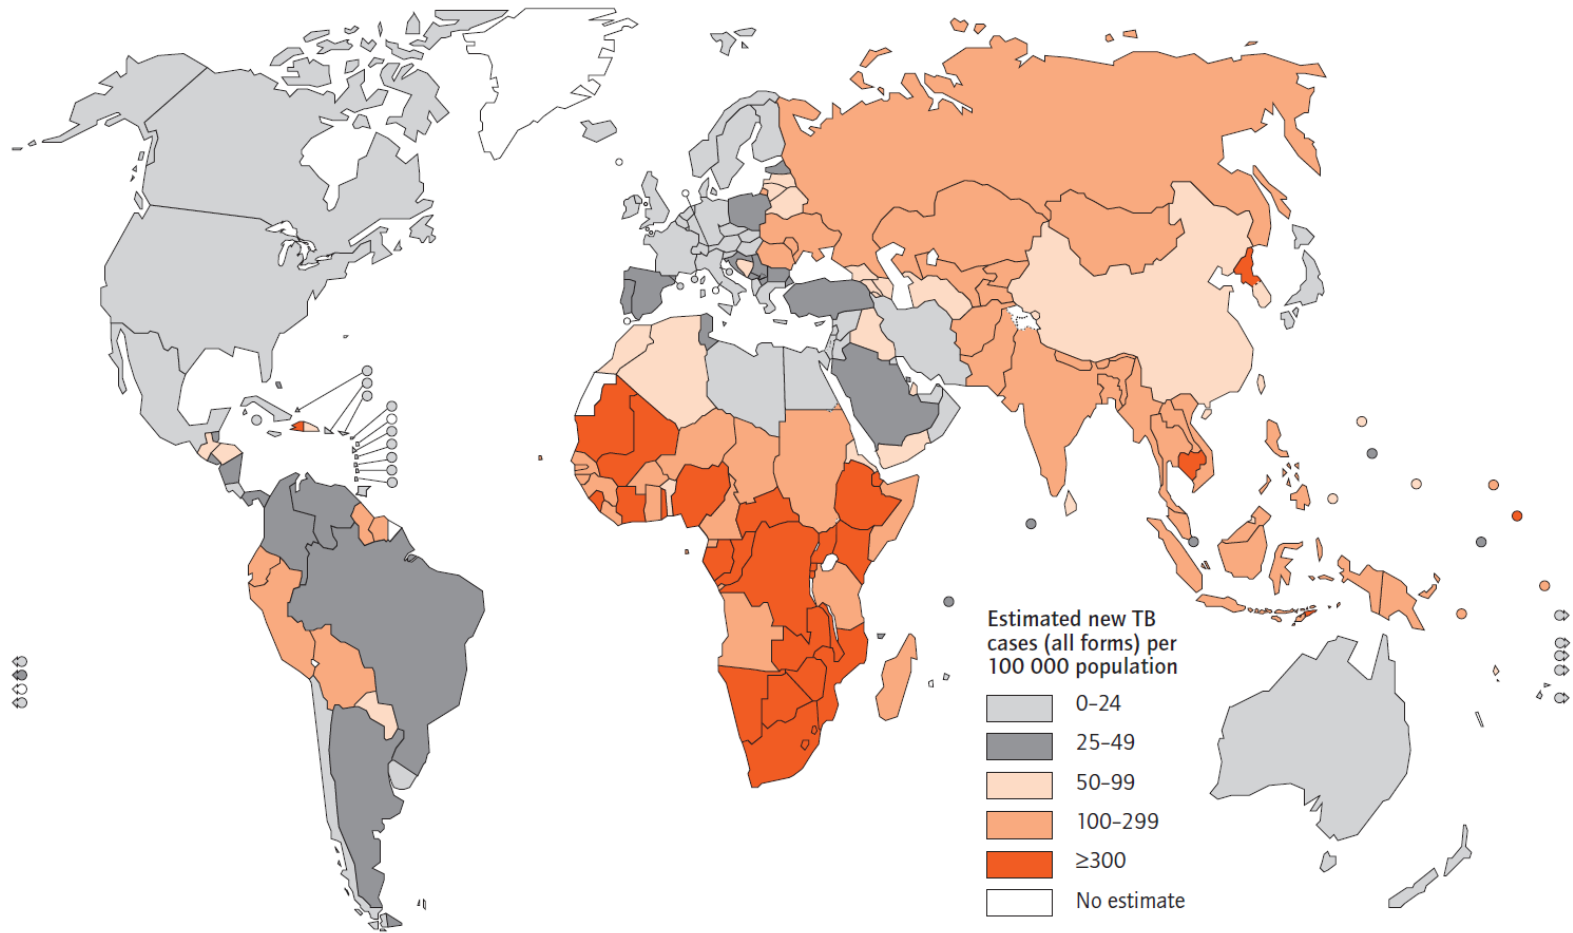 Estimated new TB
cases (all forms) per
100 000 population
0–24
25–49
50–99
100–299
≥300
No estimate